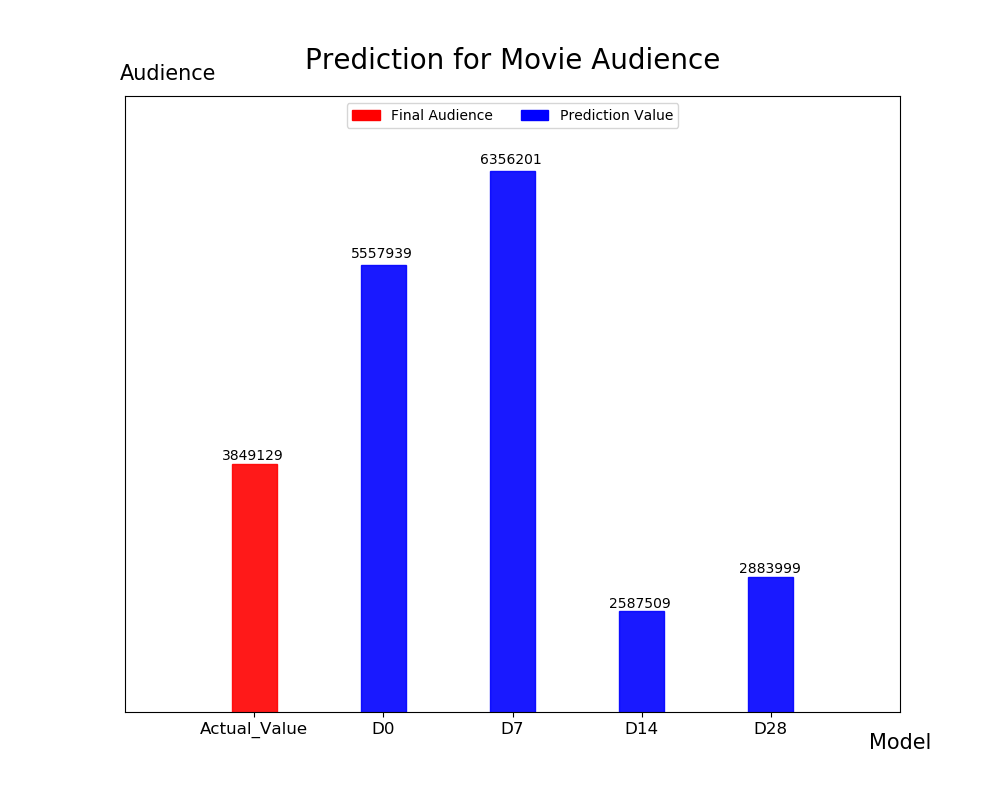 Prediction for Movie Audience
Audience
Final Audience
Prediction Value
6356201
5557939
3849129
2883999
2587509
Actual_Value
D0
D7
D14
D28
Model